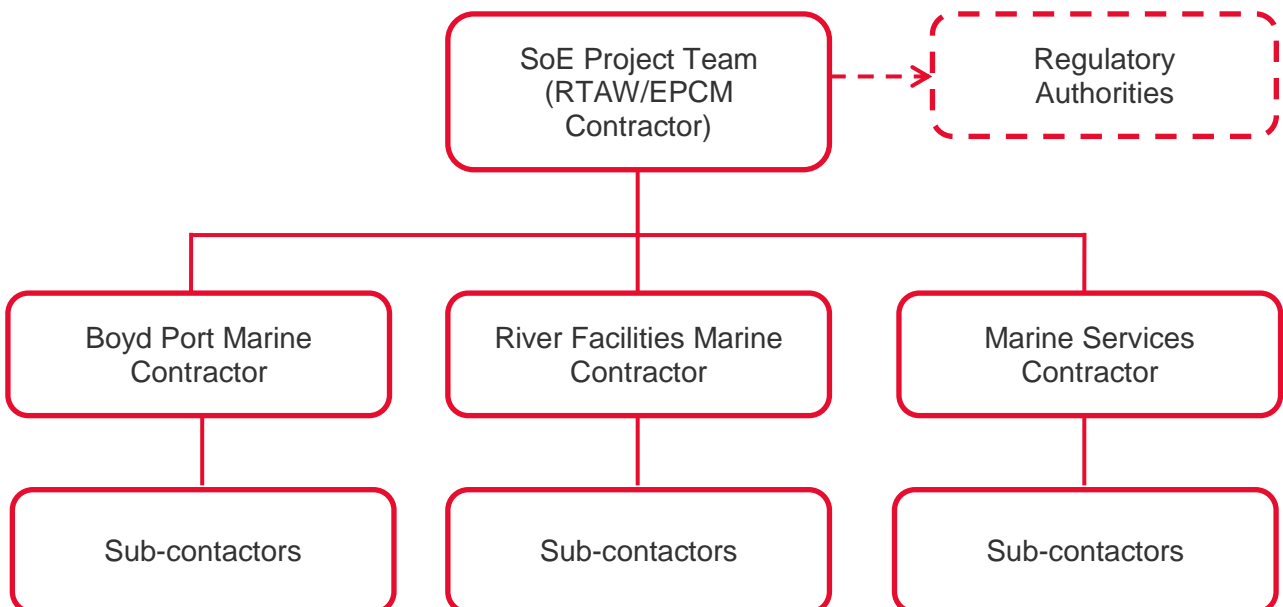 SoE Project Team
(RTAW/EPCM
Contractor)
Regulatory
Authorities
Boyd Port Marine
Contractor
River Facilities Marine
Contractor
Marine Services
Contractor
Sub-contactors
Sub-contactors
Sub-contactors